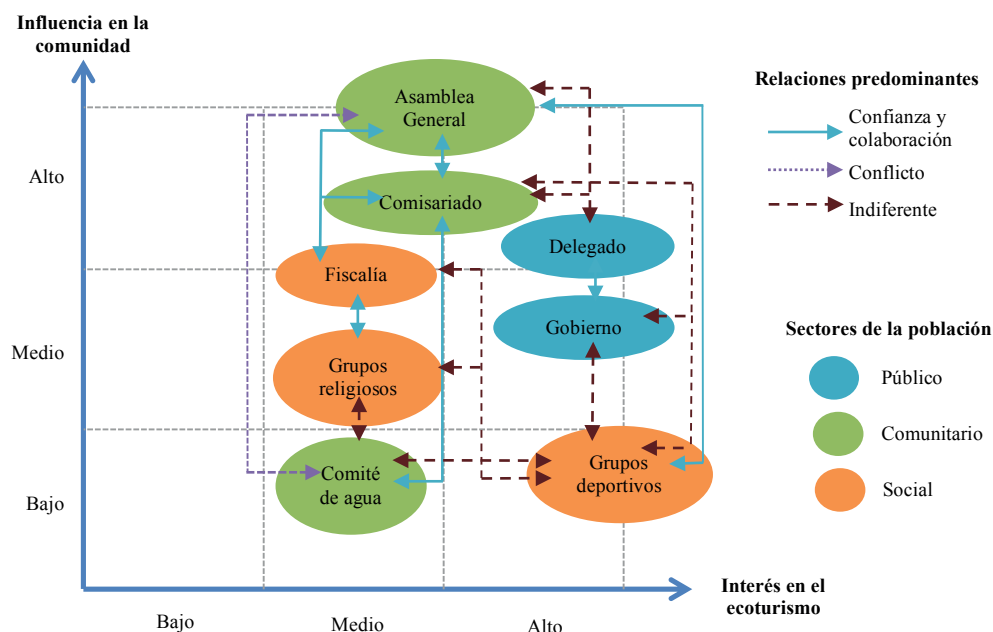 Influencia en la
comunidad
Alto
Medio
Bajo
Asamblea
General
Comisariado
Delegado
Fiscalía
Gobierno
Grupos
religiosos
Comité
de agua
Grupos
deportivos
Relaciones predominantes
Confianza y
colaboración
Conflicto
Indiferente
Sectores de la población
Público
Comunitario
Social
Interés en el
ecoturismo
Bajo
Medio
Alto